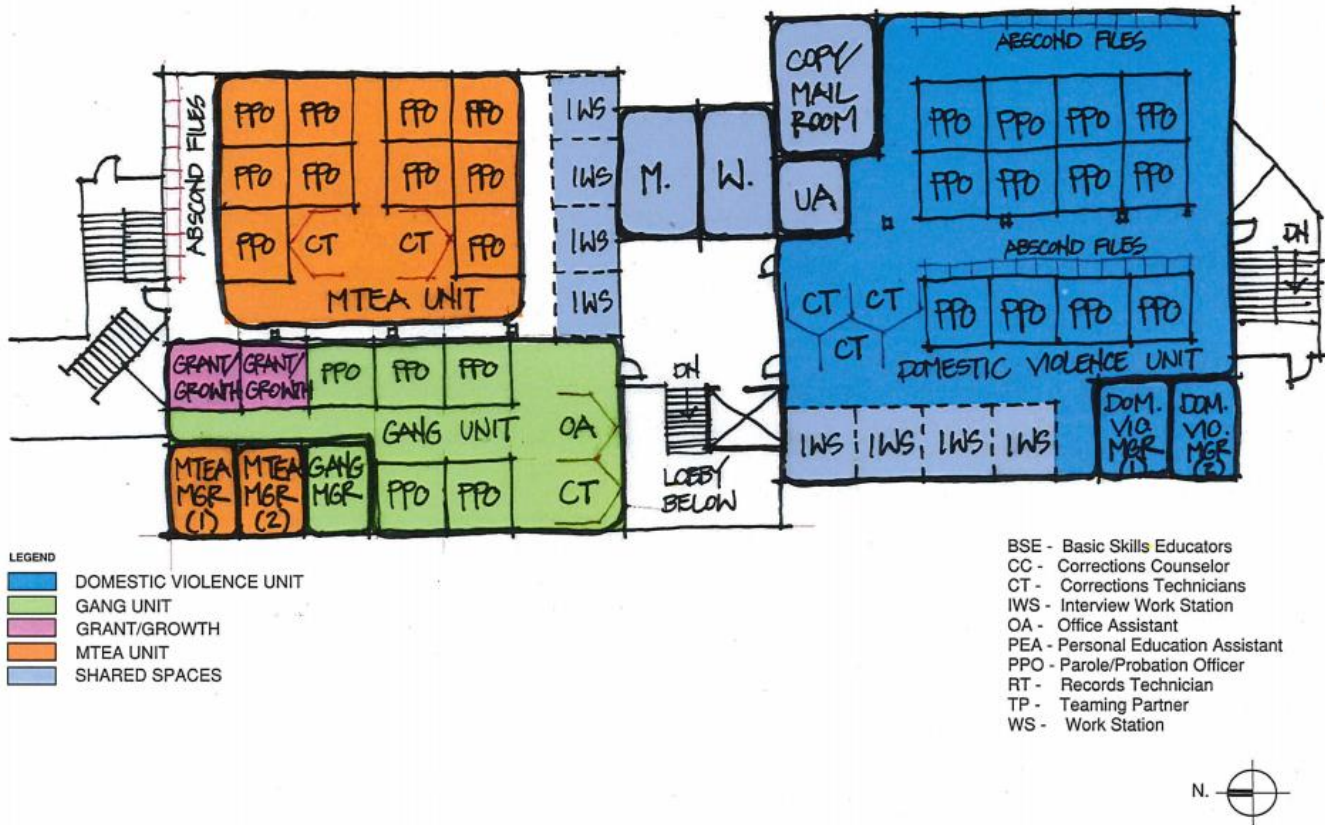 ABSCOND FILES
PPO PPO PPO PPO
PPO PPO PPO PPO
PPO CT CT PPO
MTEA UNIT
IWS
IWS
IWS
IWS
M. W.
COPY/
MAIL
ROOM
UA
ABSCOND FILES
PPO PPO PPO PPO
PPO PPO PPO PPO
ABSCOND FILES
CT CT
CT
PPO PPO PPO PPO
DOMESTIC VIOLENCE UNIT
DN
GRANT/
GROWTH
GRANT/
GROWTH
PPO PPO PPO
GANG UNIT
OA
MTEA
MGR
(1)
MTEA
MGR
(2)
GANG
MGR
PPO PPO
CT
DN
LOBBY
BELOW
IWS IWS IWS IWS
DOM.
VIO.
MGR
(1)
DOM.
VIO.
MGR
(2)
LEGEND
DOMESTIC VIOLENCE UNIT
GANG UNIT
GRANT/GROWTH
MTEA UNIT
SHARED SPACES
BSE - Basic Skills Educators
CC - Corrections Counselor
CT - Corrections Technicians
IWS - Interview Work Station
OA - Office Assistant
PEA - Personal Education Assistant
PPO - Parole/Probation Officer
RT - Records Technician
TP - Teaming Partner
WS - Work Station
N.